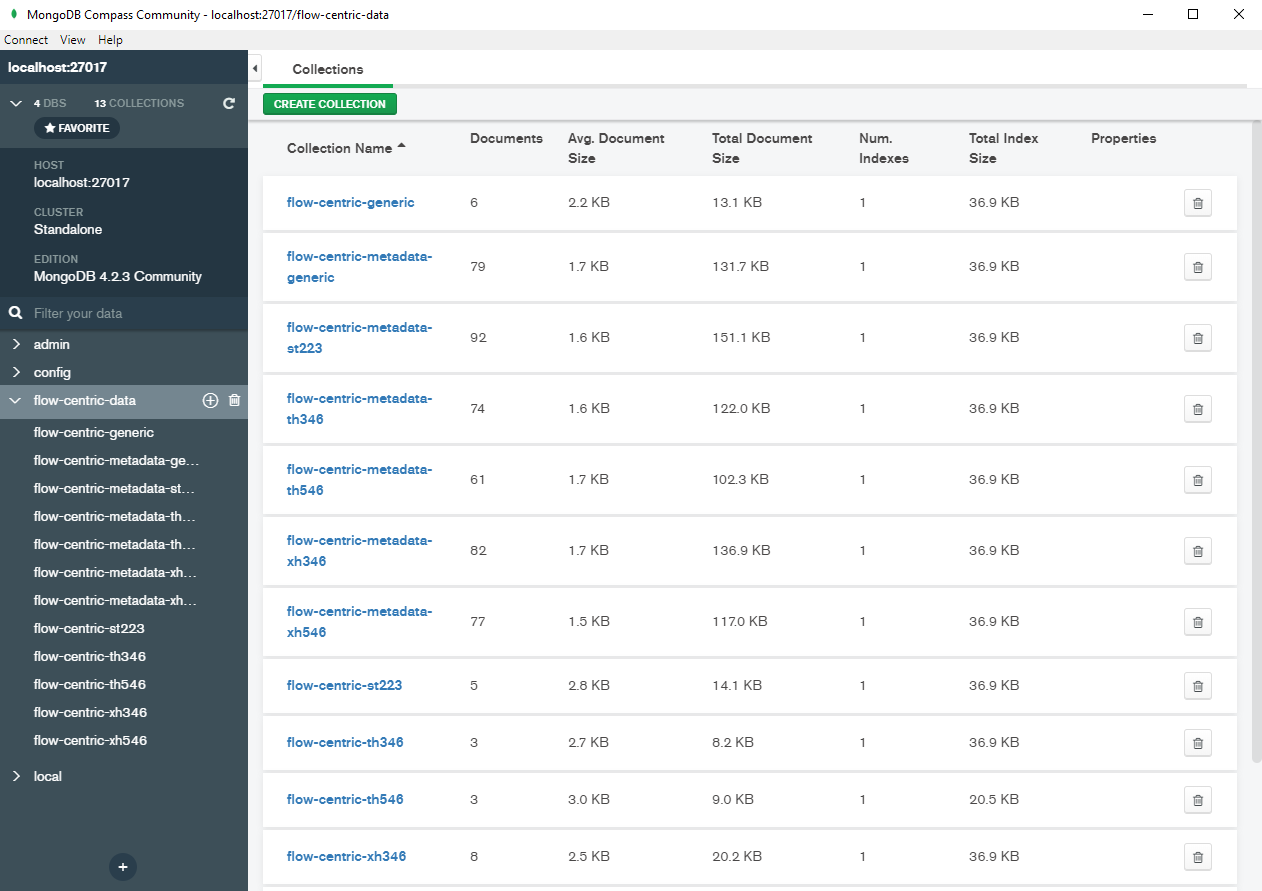 MongoDB Compass Community - localhost:27017/flow-centric-data
Connect View Help
localhost:27017
4 DBS 13 COLLECTIONS
FAVORITE
HOST
localhost:27017
CLUSTER
Standalone
EDITION
MongoDB 4.2.3 Community
Filter your data
admin
config
flow-centric-data
flow-centric-generic
flow-centric-metadata-ge...
flow-centric-metadata-st...
flow-centric-metadata-th...
flow-centric-metadata-th...
flow-centric-metadata-xh...
flow-centric-metadata-xh...
flow-centric-st223
flow-centric-th346
flow-centric-th546
flow-centric-xh346
flow-centric-xh546
local
Collections
CREATE COLLECTION
Collection Name Documents Avg. Document Size Total Document Size Num. Indexes Total Index Size Properties
flow-centric-generic 6 2.2 KB 13.1 KB 1 36.9 KB
flow-centric-metadata-generic 79 1.7 KB 131.7 KB 1 36.9 KB
flow-centric-metadata-st223 92 1.6 KB 151.1 KB 1 36.9 KB
flow-centric-metadata-th346 74 1.6 KB 122.0 KB 1 36.9 KB
flow-centric-metadata-th546 61 1.7 KB 102.3 KB 1 36.9 KB
flow-centric-metadata-xh346 82 1.7 KB 136.9 KB 1 36.9 KB
flow-centric-metadata-xh546 77 1.5 KB 117.0 KB 1 36.9 KB
flow-centric-st223 5 2.8 KB 14.1 KB 1 36.9 KB
flow-centric-th346 3 2.7 KB 8.2 KB 1 36.9 KB
flow-centric-th546 3 3.0 KB 9.0 KB 1 20.5 KB
flow-centric-xh346 8 2.5 KB 20.2 KB 1 36.9 KB